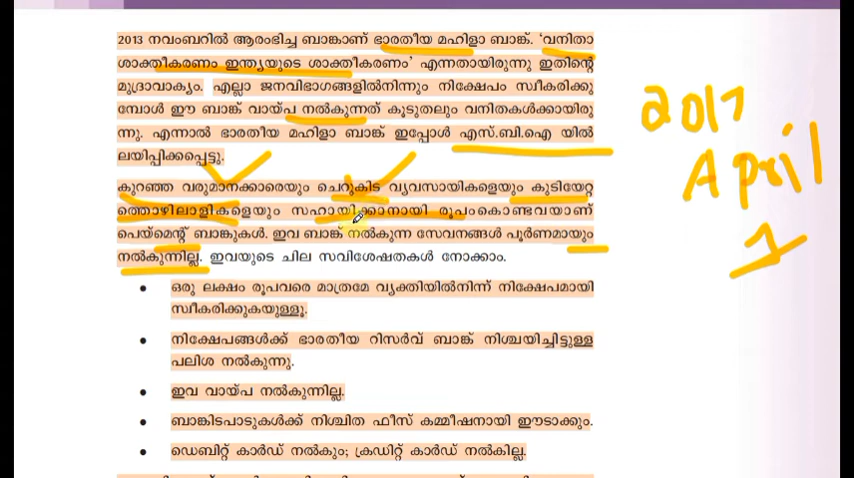 2013 നവംബറിൽ ആരംഭിച്ച ബാങ്കാണ് ഭാരതീയ മഹിളാ ബാങ്ക്. ‘വനിതാ
ശാക്തീകരണം ഇന്ത്യയുടെ ശാക്തീകരണം’ എന്നതായിരുന്നു ഇതിന്റെ
മുദ്രാവാക്യം. എല്ലാ ജനവിഭാഗങ്ങളിൽനിന്നും നിക്ഷേപം സ്വീകരിക്കു
മ്പോൾ ഈ ബാങ്ക് വായ്പ നൽകുന്നത് കൂടുതലും വനിതകൾക്കായിരു
ന്നു. എന്നാൽ ഭാരതീയ മഹിളാ ബാങ്ക് ഇപ്പോൾ എസ്.ബി.ഐ യിൽ
ലയിപ്പിക്കപ്പെട്ടു.
കുറഞ്ഞ വരുമാനക്കാരെയും ചെറുകിട വ്യവസായികളെയും കുടിയേറ്റ
ത്തൊഴിലാളികളെയും സഹായിക്കാനായി രൂപംകൊണ്ടവയാണ്
പെയ്മെന്റ് ബാങ്കുകൾ. ഇവ ബാങ്ക് നൽകുന്ന സേവനങ്ങൾ പൂർണമായും
നൽകുന്നില്ല. ഇവയുടെ ചില സവിശേഷതകൾ നോക്കാം.
• ഒരു ലക്ഷം രൂപവരെ മാത്രമേ വ്യക്തിയിൽനിന്ന് നിക്ഷേപമായി
സ്വീകരിക്കുകയുള്ളൂ.
• നിക്ഷേപങ്ങൾക്ക് ഭാരതീയ റിസർവ് ബാങ്ക് നിശ്ചയിച്ചിട്ടുള്ള
പലിശ നൽകുന്നു.
• ഇവ വായ്പ നൽകുന്നില്ല.
• ബാങ്കിടപാടുകൾക്ക് നിശ്ചിത ഫീസ് കമ്മീഷനായി ഈടാക്കും.
• ഡെബിറ്റ് കാർഡ് നൽകും; ക്രഡിറ്റ് കാർഡ് നൽകില്ല.
2017
April
1